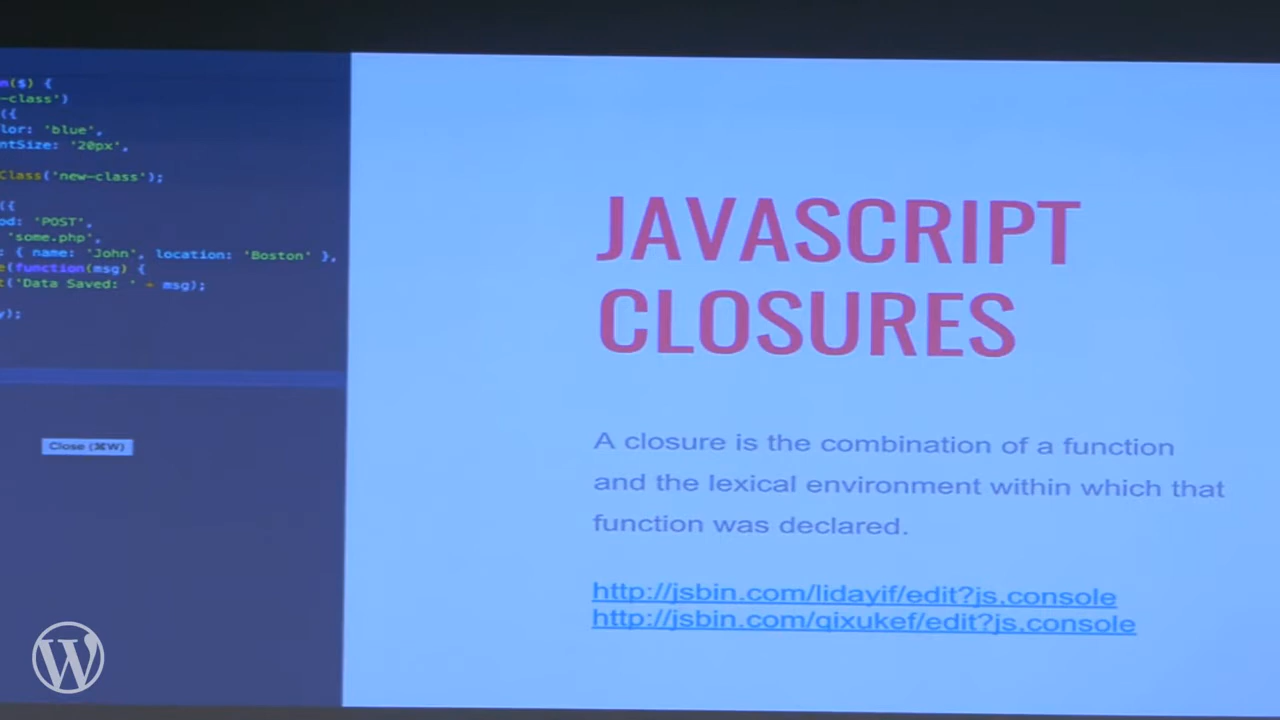 n($) {
-class')
({
lor: 'blue',
ntSize: '20px',
Class('new-class');
({
od: 'POST',
'some.php',
: { name: 'John', location: 'Boston' },
e(function(msg) {
t('Data Saved: ' + msg);
y);
Close (⌘W)
JAVASCRIPT
CLOSURES
A closure is the combination of a function
and the lexical environment within which that
function was declared.
http://jsbin.com/lidayif/edit?js,console
http://jsbin.com/qixukef/edit?js,console